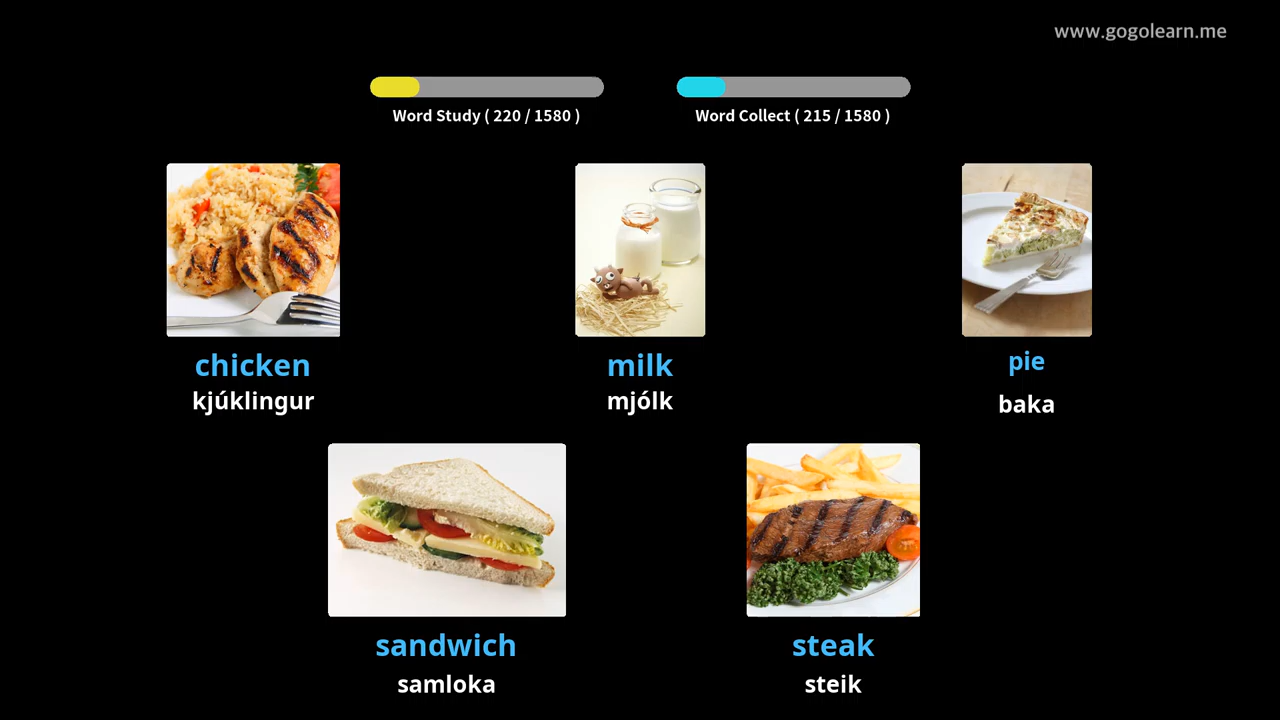 www.gogolearn.me
Word Study ( 220 / 1580 )
Word Collect ( 215 / 1580 )
chicken
kjúklingur
milk
mjólk
pie
baka
sandwich
samloka
steak
steik